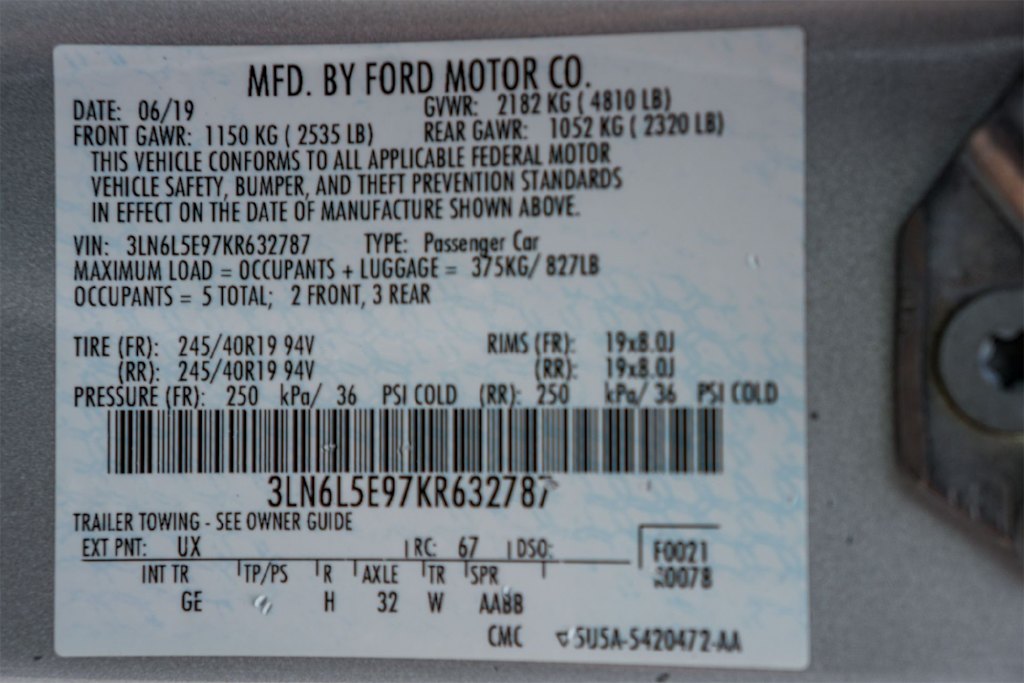 MFD. BY FORD MOTOR CO.
DATE: 06/19 GVWR: 2182 KG ( 4810 LB)
FRONT GAWR: 1150 KG ( 2535 LB) REAR GAWR: 1052 KG ( 2320 LB)
THIS VEHICLE CONFORMS TO ALL APPLICABLE FEDERAL MOTOR
VEHICLE SAFETY, BUMPER, AND THEFT PREVENTION STANDARDS
IN EFFECT ON THE DATE OF MANUFACTURE SHOWN ABOVE.
VIN: 3LN6L5E97KR632787 TYPE: Passenger Car
MAXIMUM LOAD = OCCUPANTS + LUGGAGE = 375KG/ 827LB
OCCUPANTS = 5 TOTAL; 2 FRONT, 3 REAR
TIRE (FR): 245/40R19 94V RIMS (FR): 19x8.0J
(RR): 245/40R19 94V (RR): 19x8.0J
PRESSURE (FR): 250 kPa/ 36 PSI COLD (RR): 250 kPa/ 36 PSI COLD
3LN6L5E97KR632787
TRAILER TOWING - SEE OWNER GUIDE
EXT PNT: UX RC: 67 DSO: F0021
INT TR TP/PS R AXLE TR SPR R0078
GE H 32 W AABB
CMC 5U5A-5420472-AA